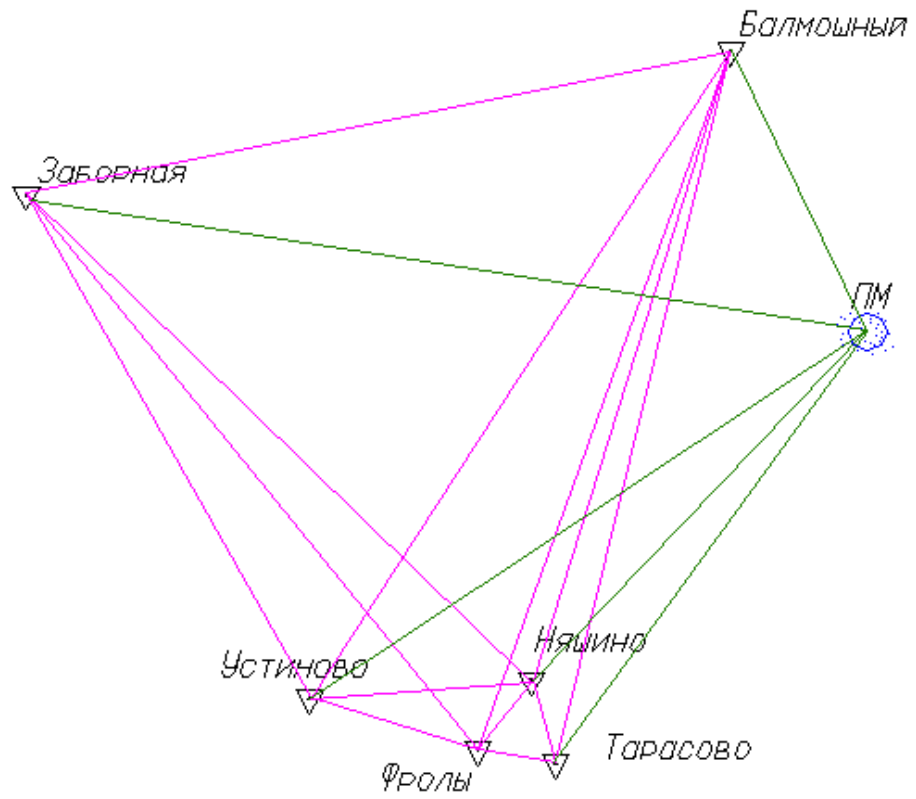 Балмошный
Заборная
ПМ
Няшино
Устиново
Тарасово
Фролы